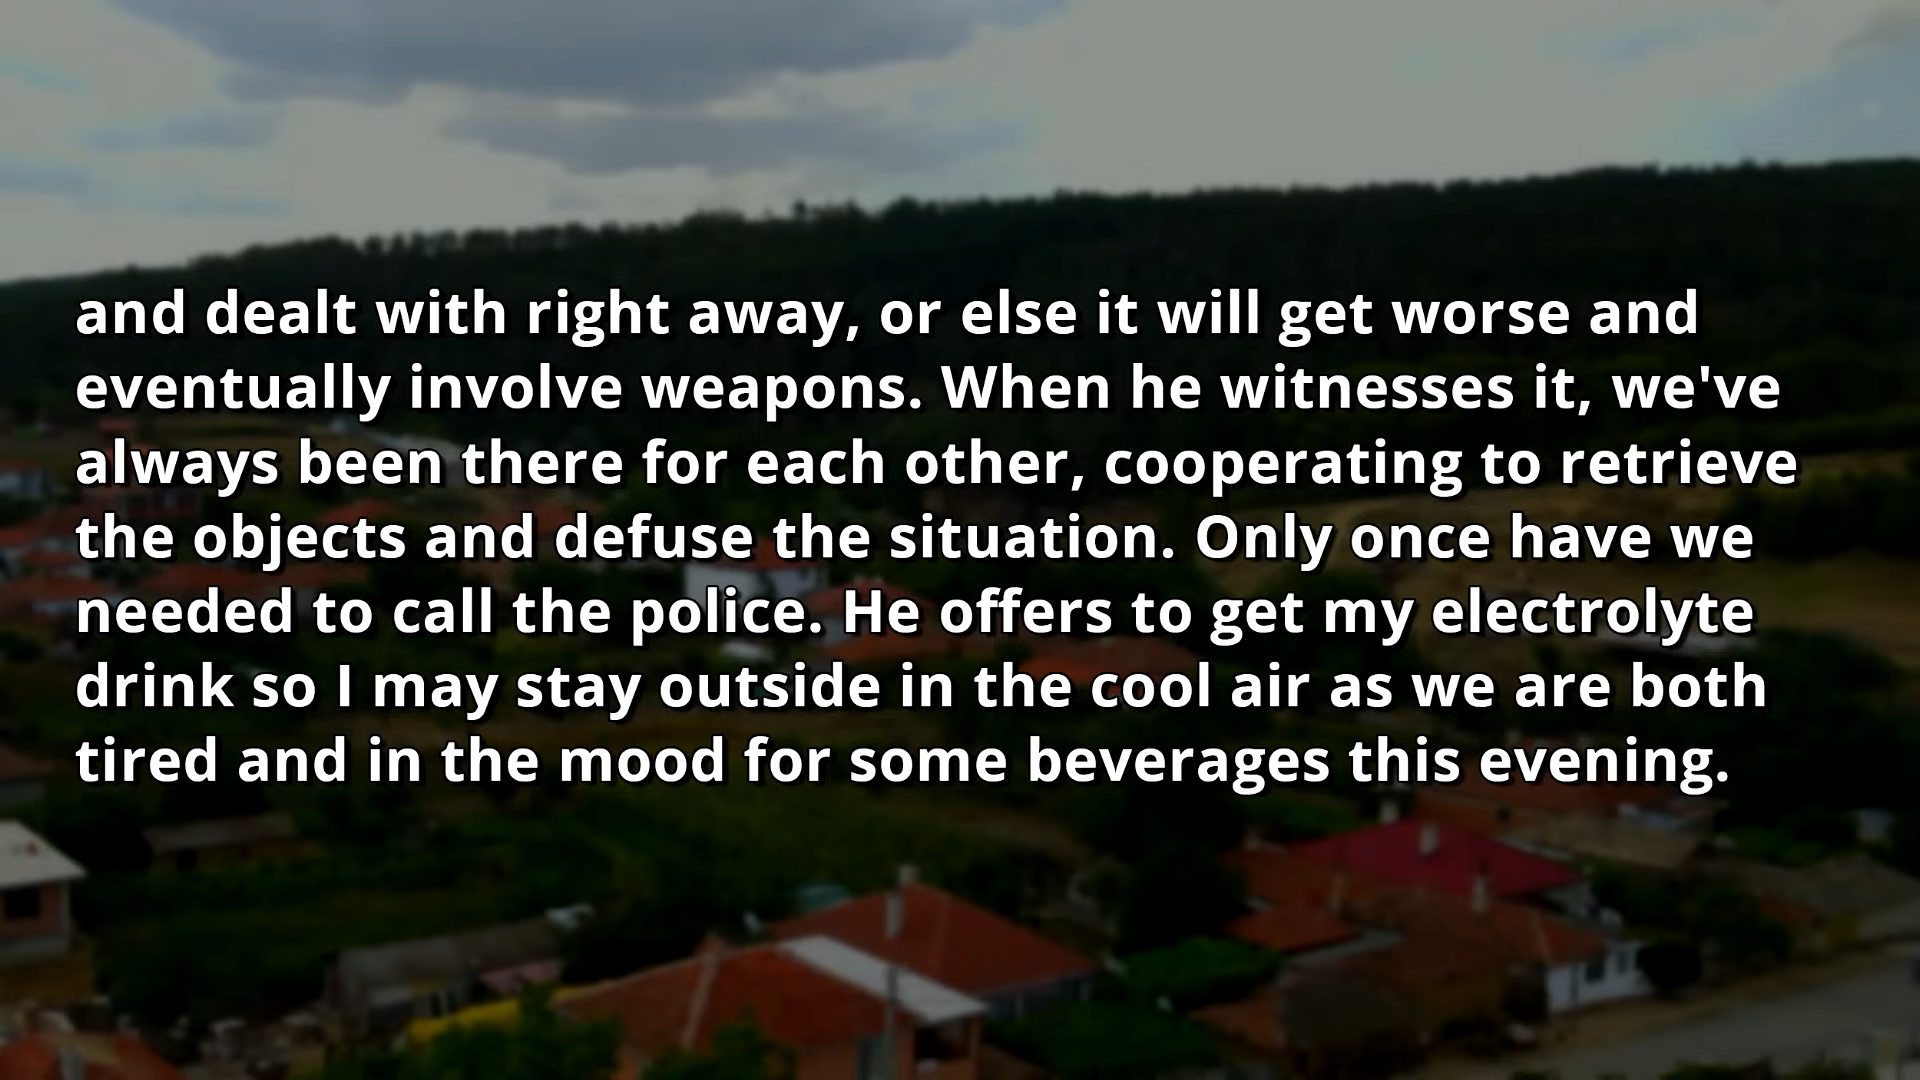 and dealt with right away, or else it will get worse and
eventually involve weapons. When he witnesses it, we've
always been there for each other, cooperating to retrieve
the objects and defuse the situation. Only once have we
needed to call the police. He offers to get my electrolyte
drink so I may stay outside in the cool air as we are both
tired and in the mood for some beverages this evening.